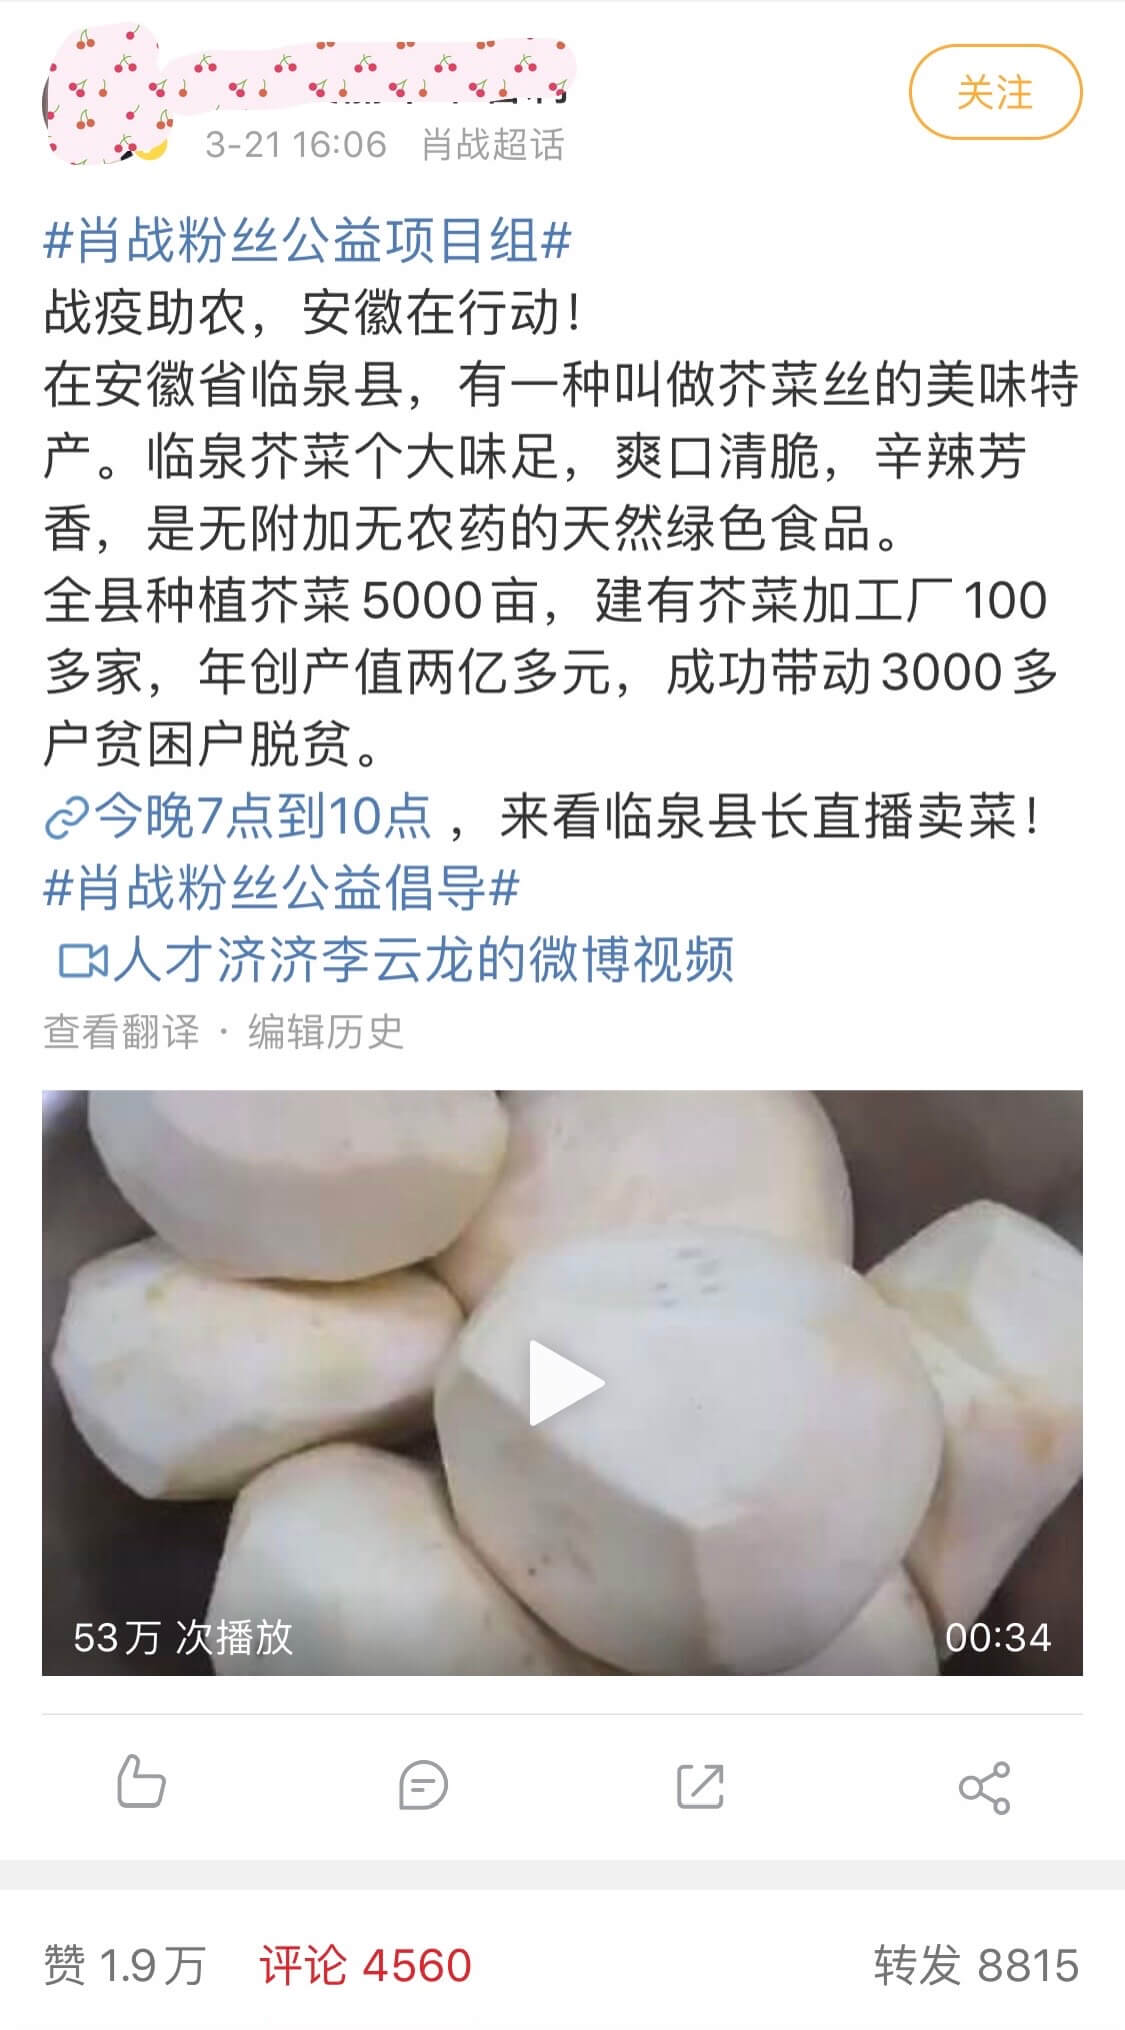 3-21 16:06 肖战超话
关注
#肖战粉丝公益项目组#
战疫助农，安徽在行动！
在安徽省临泉县，有一种叫做芥菜丝的美味特
产。临泉芥菜个大味足，爽口清脆，辛辣芳
香，是无附加无农药的天然绿色食品。
全县种植芥菜5000亩，建有芥菜加工厂100
多家，年创产值两亿多元，成功带动3000多
户贫困户脱贫。
今晚7点到10点 ，来看临泉县长直播卖菜！
#肖战粉丝公益倡导#
人才济济李云龙的微博视频
查看翻译 · 编辑历史
53万 次播放
00:34
赞 1.9万 评论 4560 转发 8815